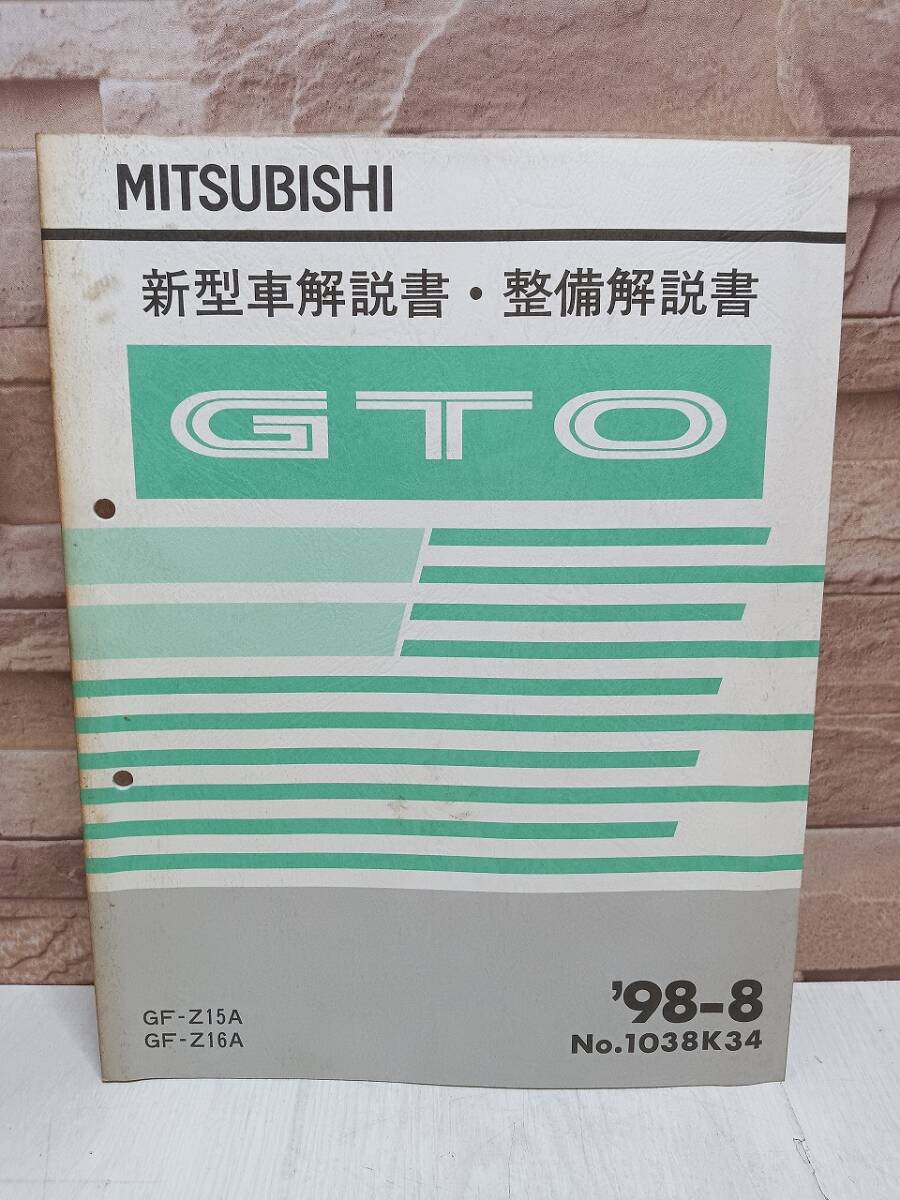 MITSUBISHI
新型車解説書・整備解説書
GTO
GF-Z15A
GF-Z16A
'98-8
No.1038K34